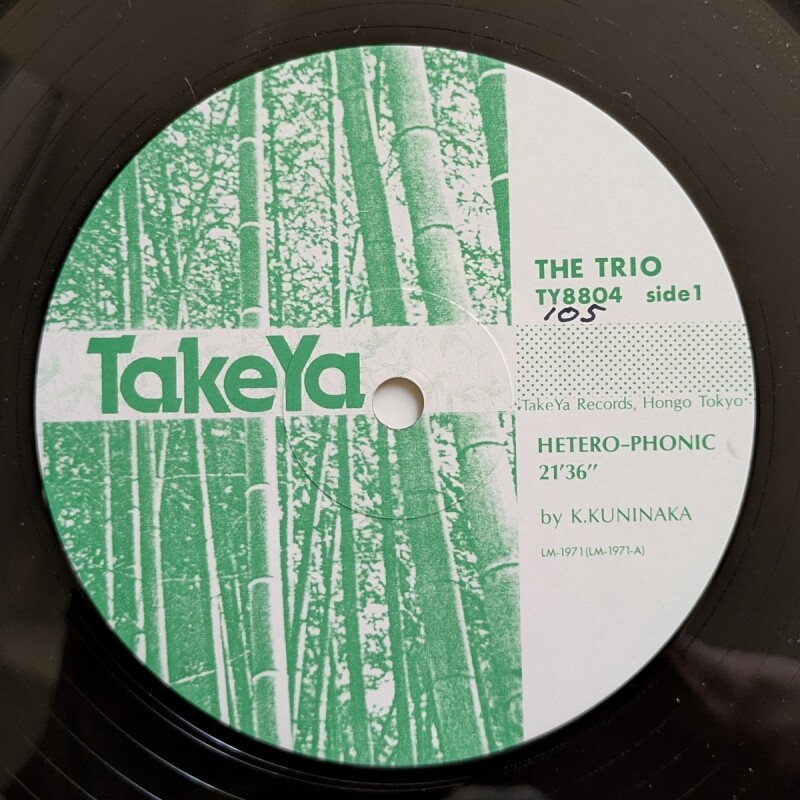 THE TRIO
TY8804 side1
105
TakeYa
TakeYa Records, Hongo Tokyo
HETERO-PHONIC
21'36"
by K.KUNINAKA
LM-1971(LM-1971-A)